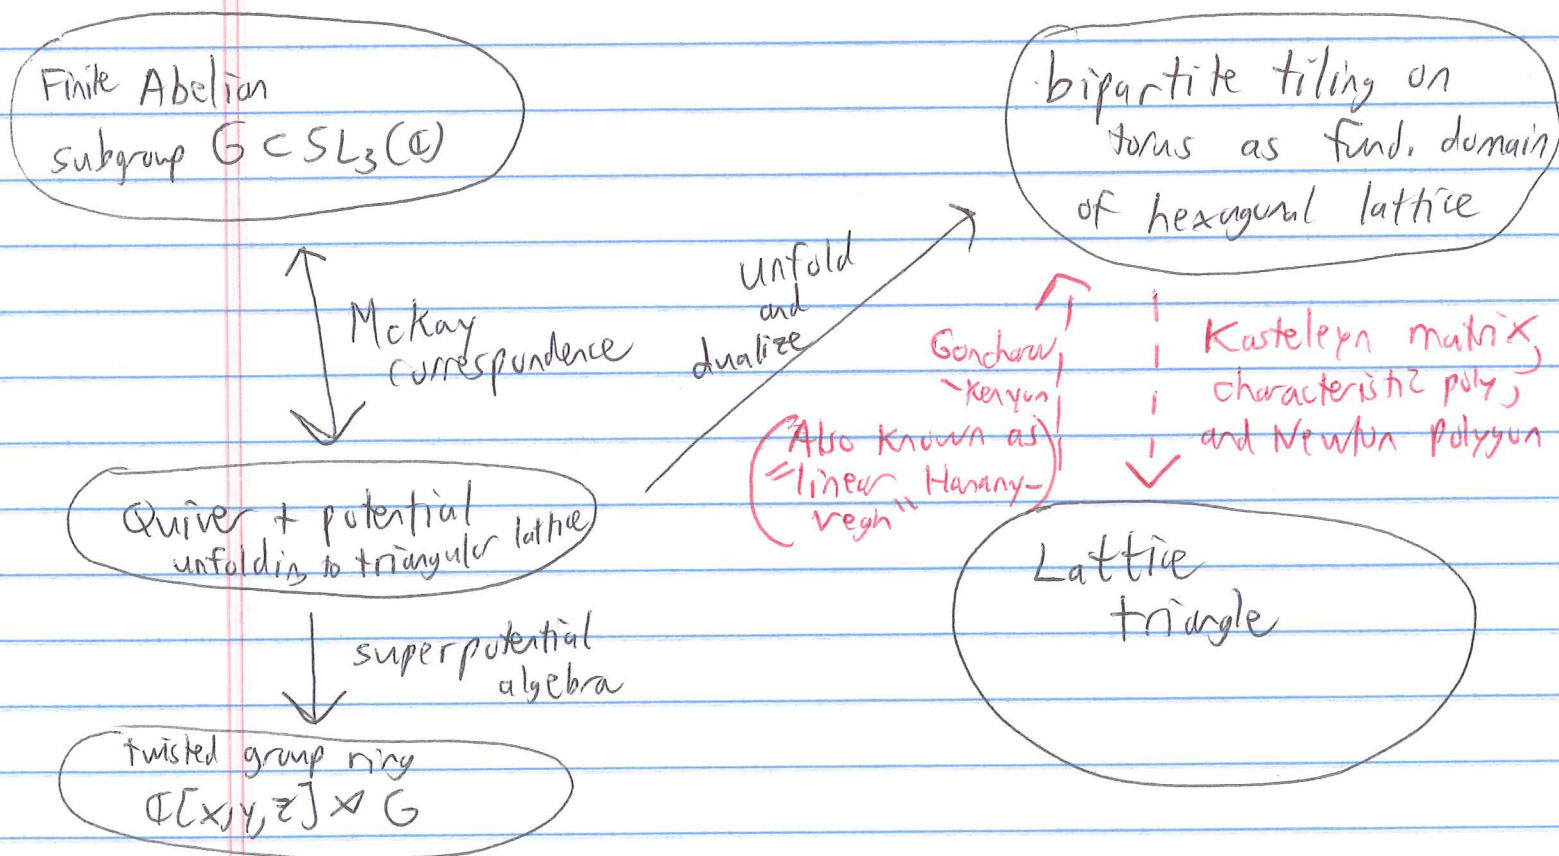 Finite Abelian
subgroup G ⊂ SL₃(ℂ)
bipartite tiling on
torus as fund. domain
of hexagonal lattice
McKay
correspondence
unfold
and
dualize
Goncharov,
-Kenyon
(Also known as
"linear Hanany-
Vegh")
Kasteleyn matrix,
characteristic poly,
and Newton polygon
Quiver + potential
unfolding to triangular lattice
Lattice
triangle
superpotential
algebra
twisted group ring
ℂ[x,y,z] ⋊ G